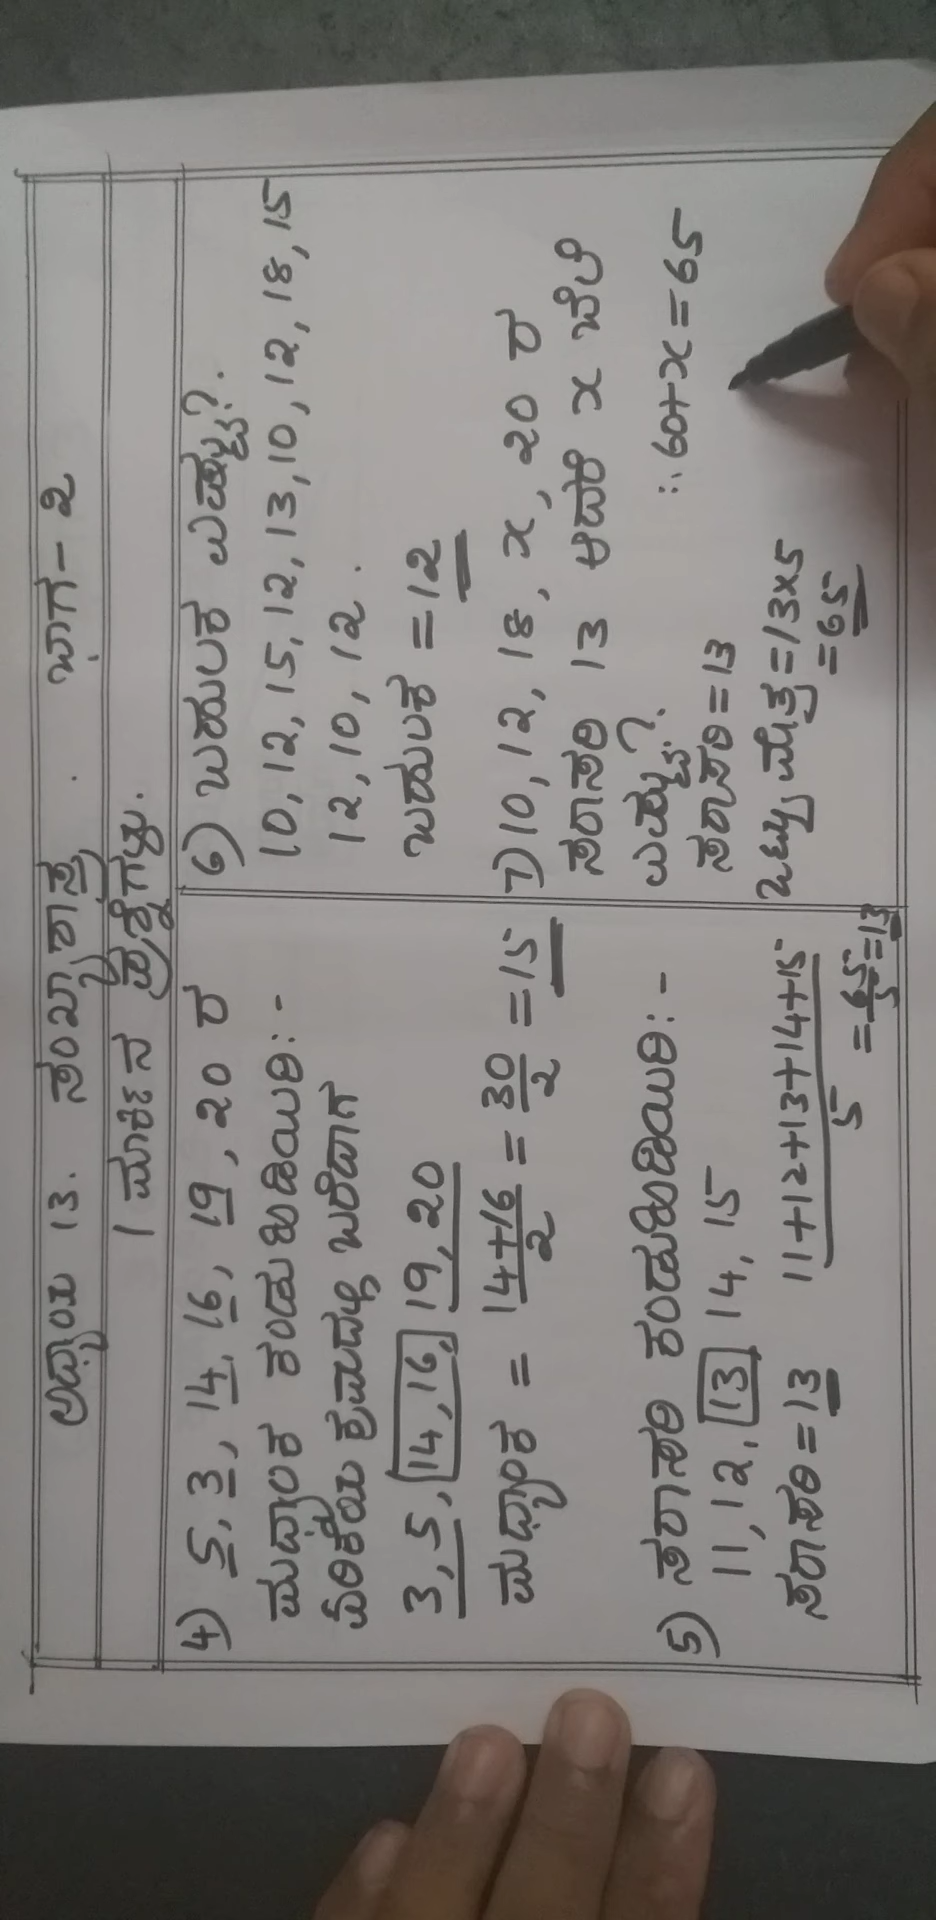 ಅಧ್ಯಾಯ 13. ಸಂಖ್ಯಾಶಾಸ್ತ್ರ. ಭಾಗ - 2
1 ಮಾರ್ಕಿನ ಪ್ರಶ್ನೆಗಳು.
4) 5, 3, 14, 16, 19, 20 ರ
ಮಧ್ಯಾಂಕ ಕಂಡುಹಿಡಿಯಿರಿ:-
ಏರಿಕೆಯ ಕ್ರಮದಲ್ಲಿ ಬರೆದಾಗ
3, 5, 14, 16, 19, 20
ಮಧ್ಯಾಂಕ = 14+16/2 = 30/2 = 15
5) ಸರಾಸರಿ ಕಂಡುಹಿಡಿಯಿರಿ:-
11, 12, 13 14, 15
ಸರಾಸರಿ = 13 11+12+13+14+15/5
= 65/5 = 13
6) ಬಹುಲಕ ಎಷ್ಟು?.
10, 12, 15, 12, 13, 10, 12, 18, 15
12, 10, 12.
ಬಹುಲಕ = 12
7) 10, 12, 18, x, 20 ರ
ಸರಾಸರಿ 13 ಆದರೆ x ಬೆಲೆ
ಎಷ್ಟು?.
ಸರಾಸರಿ = 13 ∴ 60+x = 65
ಒಟ್ಟು ಮೊತ್ತ = 13x5
= 65